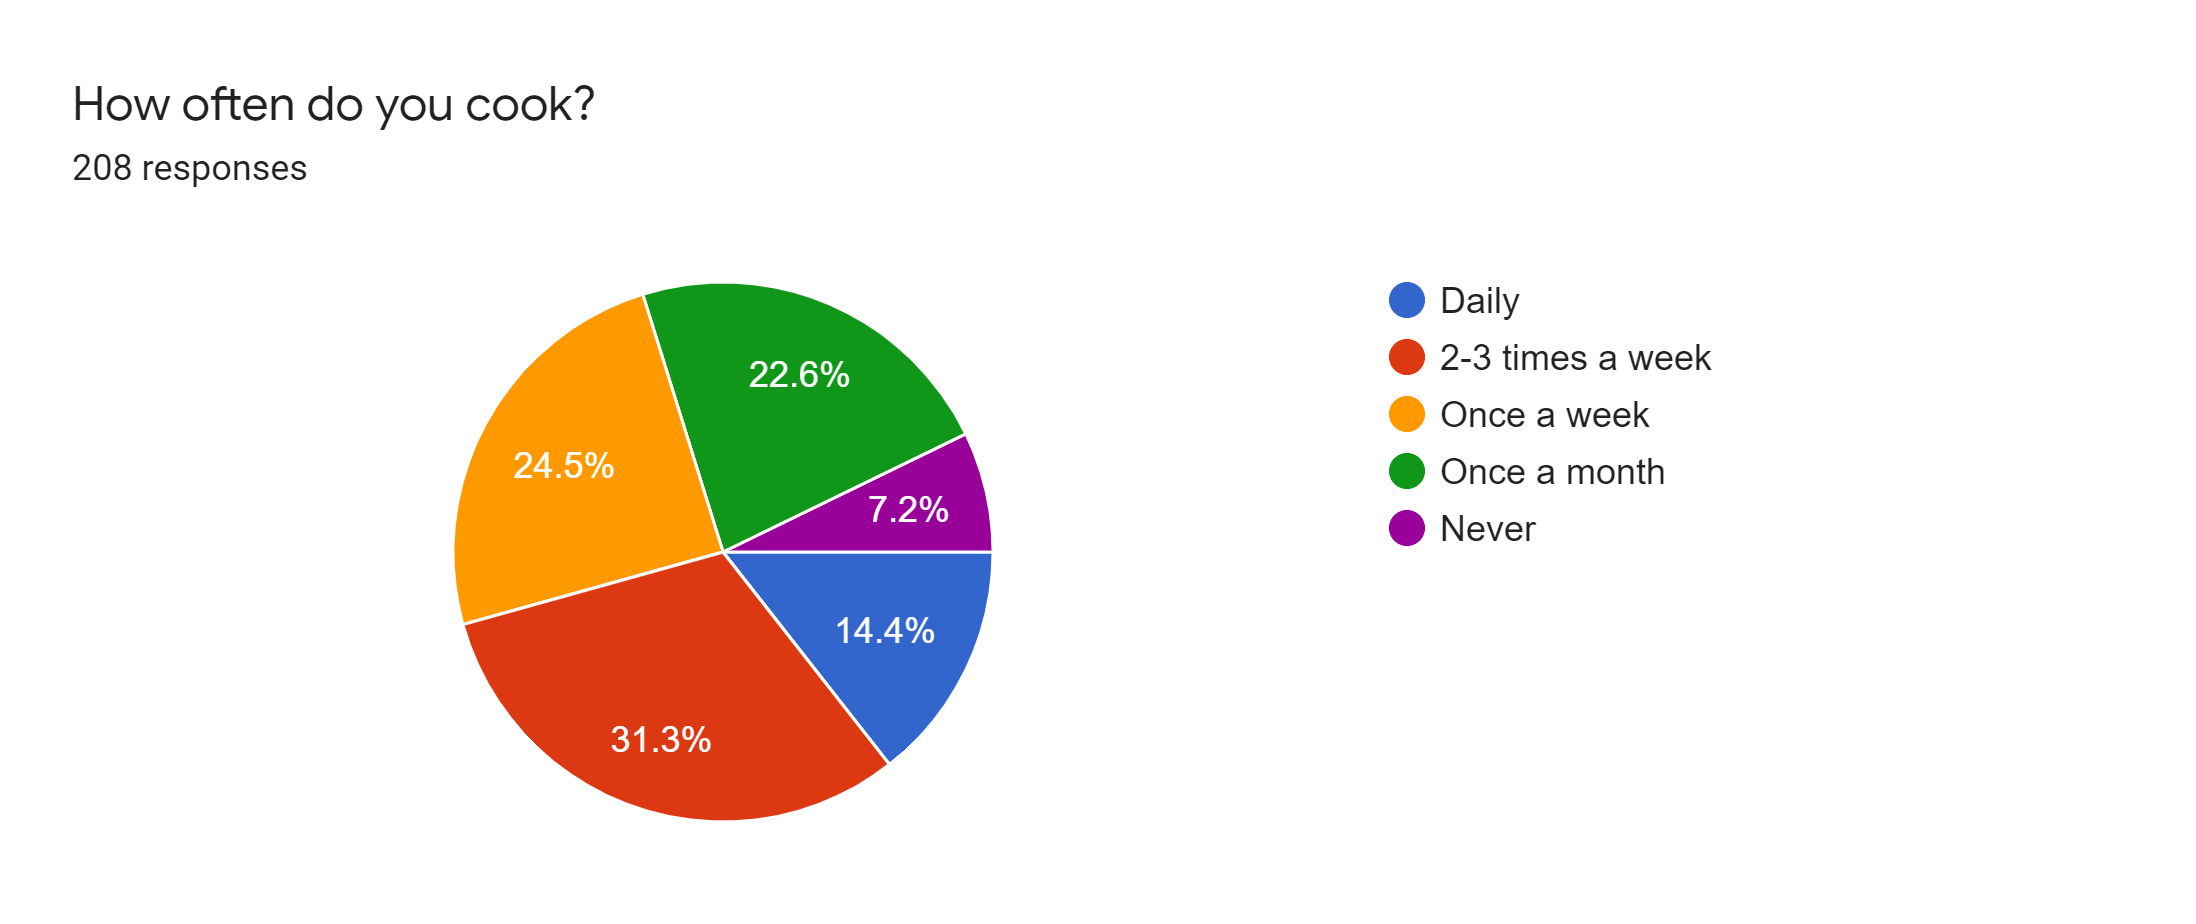 How often do you cook?
208 responses
22.6%
24.5%
7.2%
14.4%
31.3%
Daily
2-3 times a week
Once a week
Once a month
Never